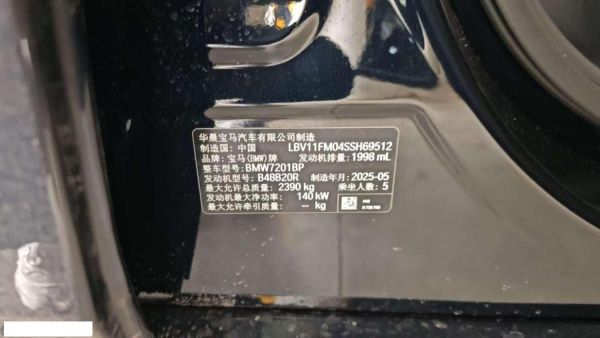 华晨宝马汽车有限公司制造
制造国：中国 LBV11FM04SSH69512
品牌：宝马(BMW)牌 发动机排量：1998 mL
整车型号：BMW7201BP
发动机型号：B48B20R 制造年月：2025-05
最大允许总质量：2390 kg 乘坐人数：5
发动机最大净功率：140 kW
最大允许牵引质量：— kg